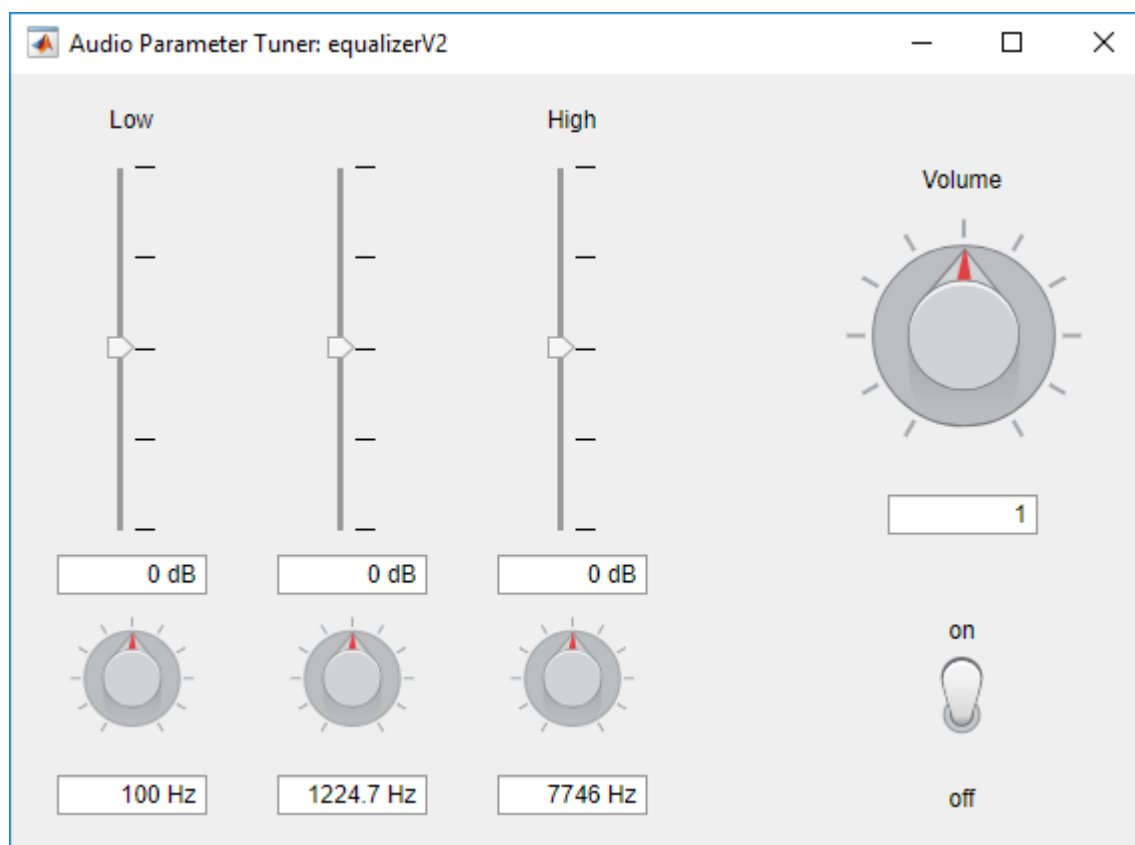 Audio Parameter Tuner: equalizerV2
Low High
Volume
0 dB 0 dB 0 dB
1
100 Hz 1224.7 Hz 7746 Hz
on
off